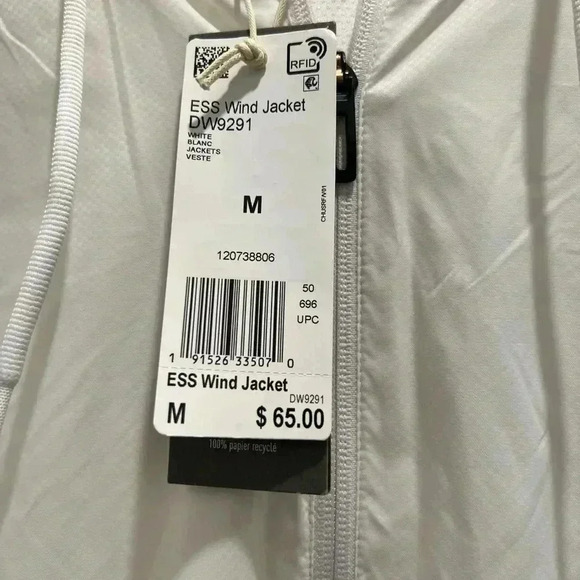 RFID
ESS Wind Jacket
DW9291
WHITE
BLANC
JACKETS
VESTE
CHUSRFIV01
M
120738806
50
696
UPC
1 91526 33507 0
ESS Wind Jacket
DW9291
M $ 65.00
100% papier recyclé